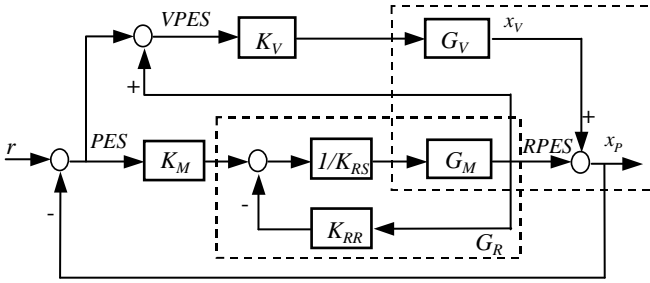 VPES
x_V
K_V
G_V
+
+
r
PES
K_M
1/K_RS
G_M
RPES
x_P
-
-
K_RR
G_R